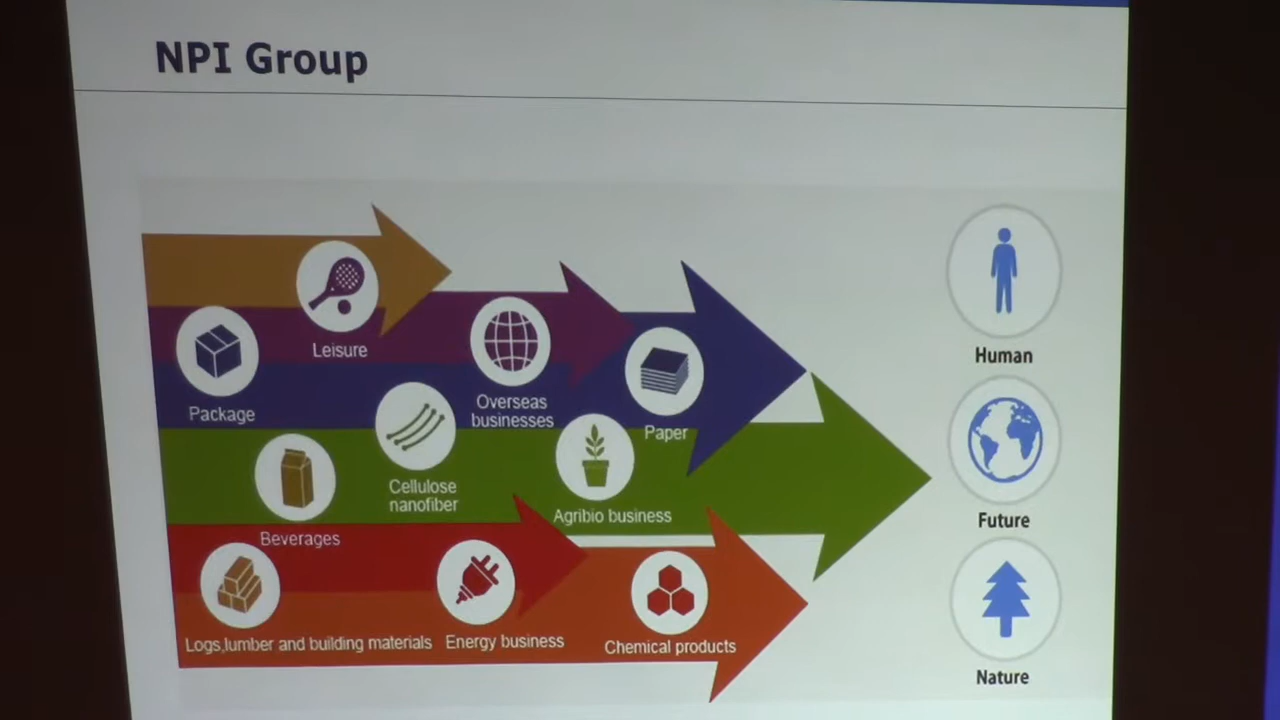 NPI Group
Leisure
Package
Overseas
businesses
Paper
Cellulose
nanofiber
Agribio business
Beverages
Logs,lumber and building materials
Energy business
Chemical products
Human
Future
Nature